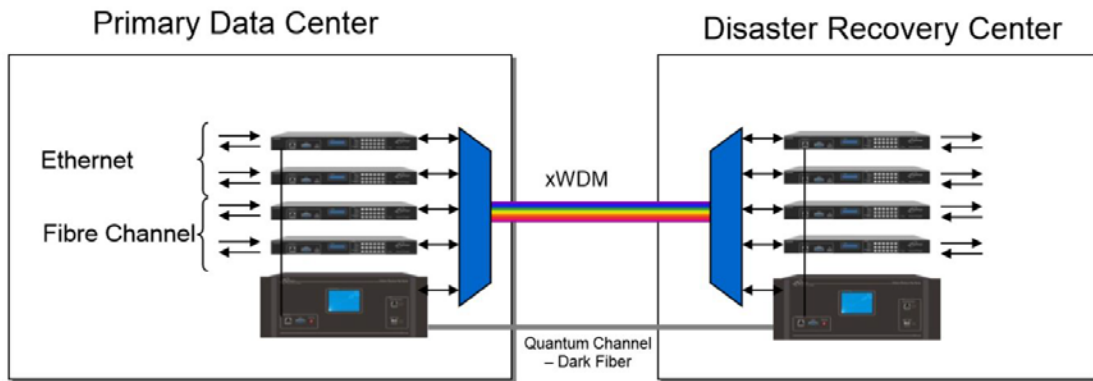 Primary Data Center
Disaster Recovery Center
Ethernet
Fibre Channel
xWDM
Quantum Channel
– Dark Fiber